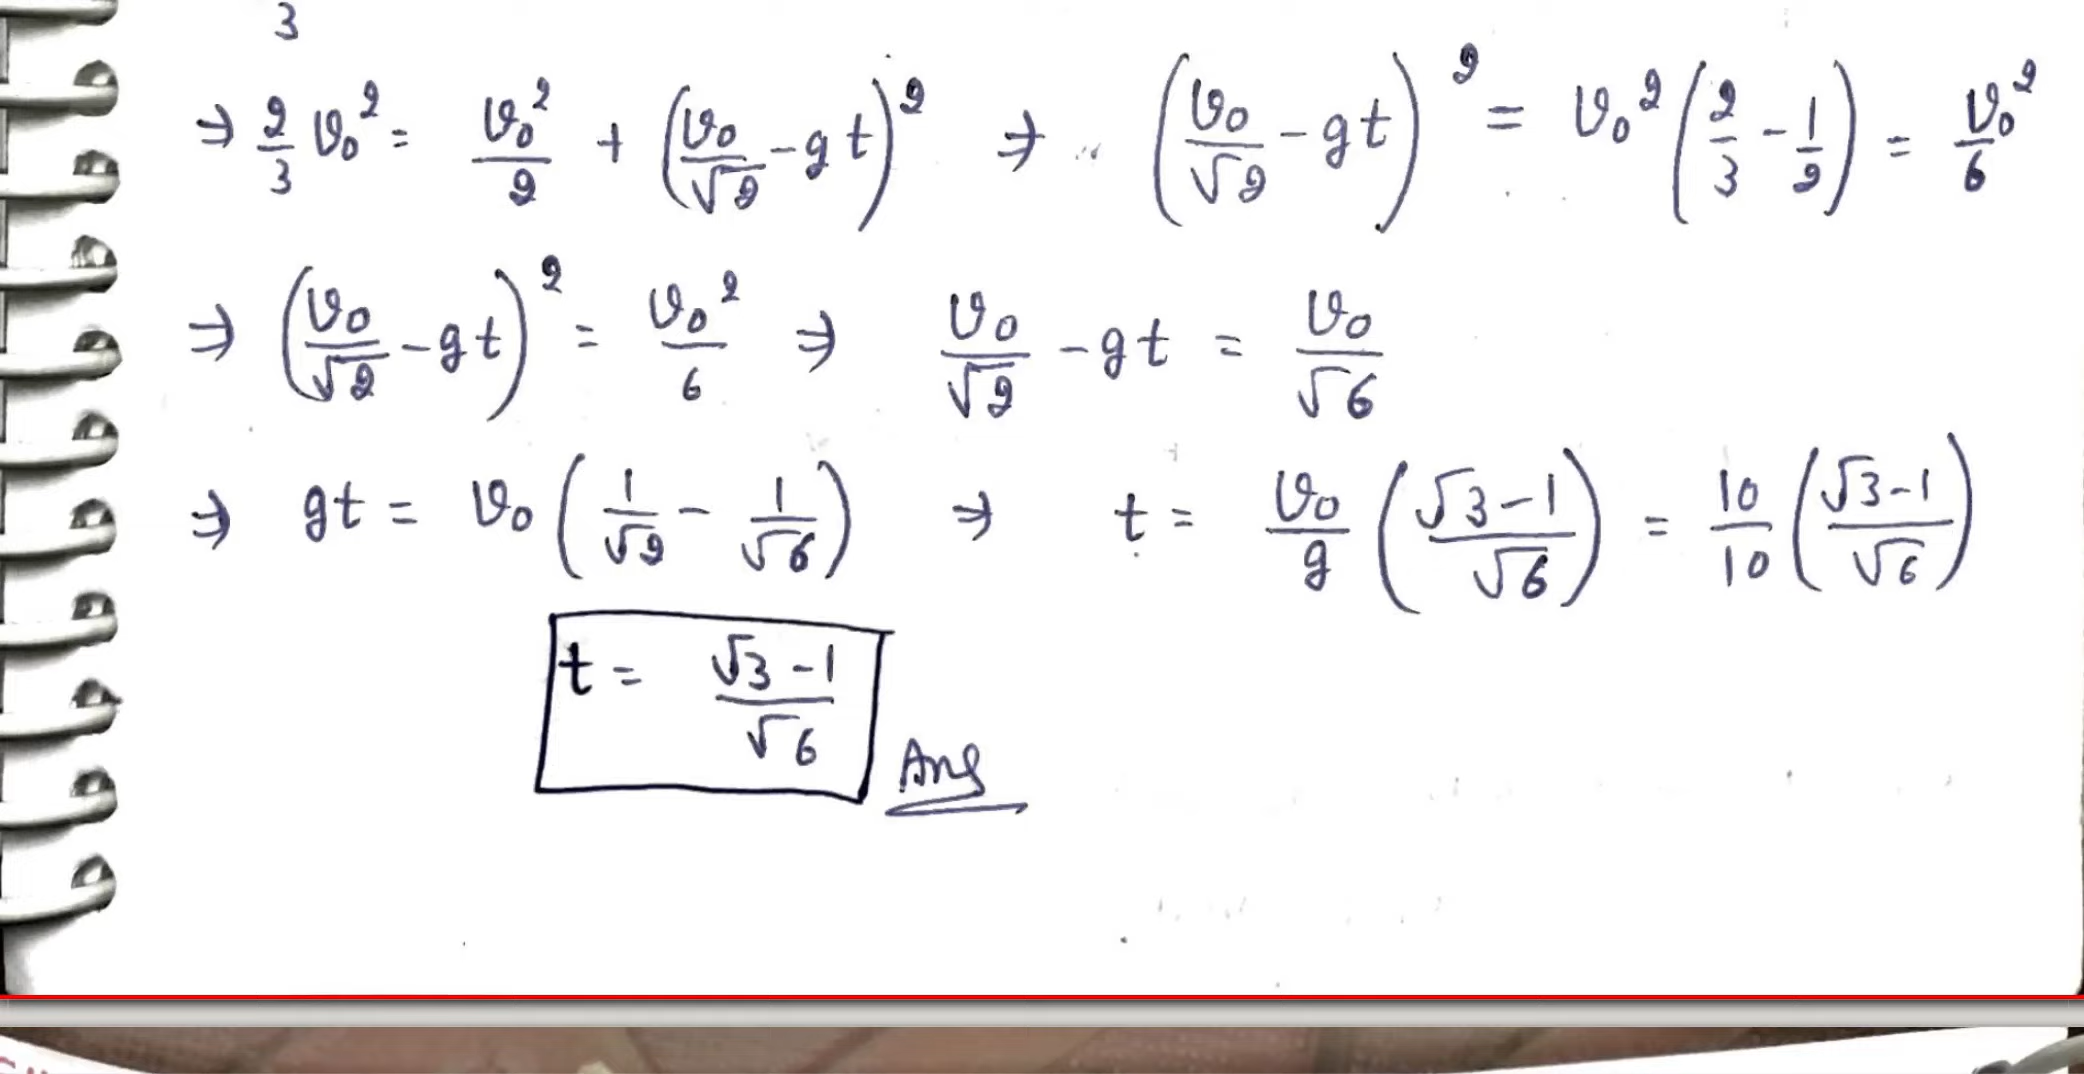 3
⇒ 2/3 v₀² = v₀²/2 + (v₀/√2 - gt)² ⇒ (v₀/√2 - gt)² = v₀² (2/3 - 1/2) = v₀²/6
⇒ (v₀/√2 - gt)² = v₀²/6 ⇒ v₀/√2 - gt = v₀/√6
⇒ gt = v₀ (1/√2 - 1/√6) ⇒ t = v₀/g ((√3-1)/√6) = 10/10 ((√3-1)/√6)
t = (√3-1)/√6 Ans